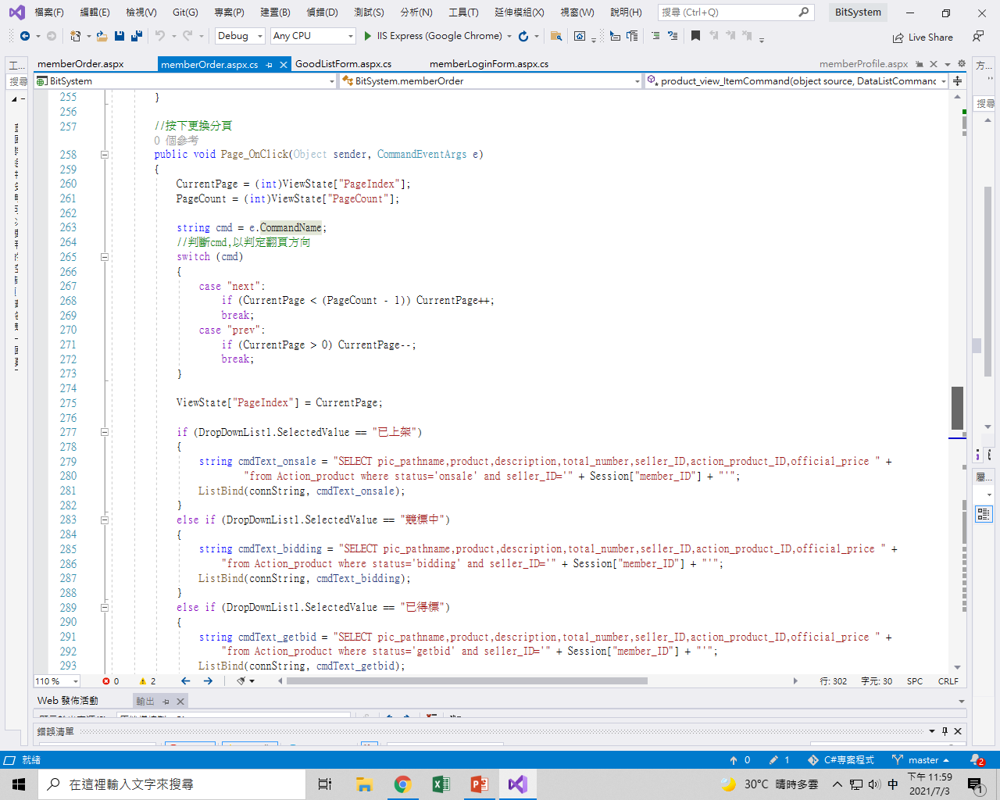 檔案(F) 編輯(E) 檢視(V) Git(G) 專案(P) 建置(B) 偵錯(D) 測試(S) 分析(N) 工具(T) 延伸模組(X) 視窗(W) 說明(H) 搜尋 (Ctrl+Q) BitSystem
Debug Any CPU IIS Express (Google Chrome) Live Share
工... memberOrder.aspx memberOrder.aspx.cs GoodListForm.aspx.cs memberLoginForm.aspx.cs memberProfile.aspx 方...
搜尋 BitSystem BitSystem.memberOrder product_view_ItemCommand(object source, DataListCommanc
搜尋
255 }
256
257 //按下更換分頁
0 個參考
258 public void Page_OnClick(Object sender, CommandEventArgs e)
259 {
260 CurrentPage = (int)ViewState["PageIndex"];
261 PageCount = (int)ViewState["PageCount"];
262
263 string cmd = e.CommandName;
264 //判斷cmd,以判定翻頁方向
265 switch (cmd)
266 {
267 case "next":
268 if (CurrentPage < (PageCount - 1)) CurrentPage++;
269 break;
270 case "prev":
271 if (CurrentPage > 0) CurrentPage--;
272 break;
273 }
274
275 ViewState["PageIndex"] = CurrentPage;
276
277 if (DropDownList1.SelectedValue == "已上架")
278 {
279 string cmdText_onsale = "SELECT pic_pathname,product,description,total_number,seller_ID,action_product_ID,official_price " +
280 "from Action_product where status='onsale' and seller_ID='" + Session["member_ID"] + "'";
281 ListBind(connString, cmdText_onsale);
282 }
283 else if (DropDownList1.SelectedValue == "競標中")
284 {
285 string cmdText_bidding = "SELECT pic_pathname,product,description,total_number,seller_ID,action_product_ID,official_price " +
286 "from Action_product where status='bidding' and seller_ID='" + Session["member_ID"] + "'";
287 ListBind(connString, cmdText_bidding);
288 }
289 else if (DropDownList1.SelectedValue == "已得標")
290 {
291 string cmdText_getbid = "SELECT pic_pathname,product,description,total_number,seller_ID,action_product_ID,official_price " +
292 "from Action_product where status='getbid' and seller_ID='" + Session["member_ID"] + "'";
293 ListBind(connString, cmdText_getbid);
屬...
110 % 0 2 行: 302 字元: 30 SPC CRLF
Web 發佈活動 輸出
錯誤清單
就緒 0 1 C#專案程式 master 2
在這裡輸入文字來搜尋 30°C 晴時多雲 中 下午 11:59
2021/7/3 1